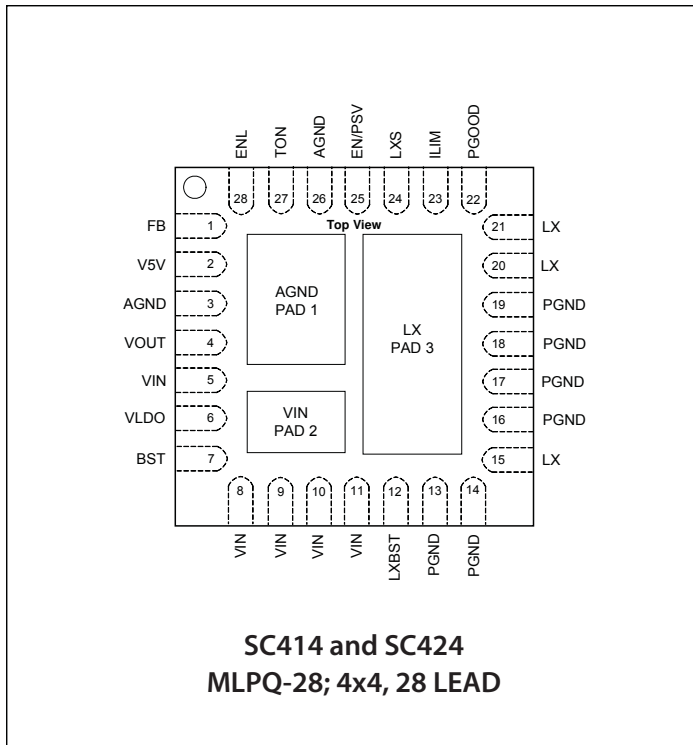 ENL
TON
AGND
EN/PSV
LXS
ILIM
PGOOD
28
27
26
25
24
23
22
Top View
FB 1
V5V 2
AGND 3
VOUT 4
VIN 5
VLDO 6
BST 7
AGND
PAD 1
VIN
PAD 2
LX
PAD 3
21 LX
20 LX
19 PGND
18 PGND
17 PGND
16 PGND
15 LX
8
9
10
11
12
13
14
VIN
VIN
VIN
VIN
LXBST
PGND
PGND
SC414 and SC424
MLPQ-28; 4x4, 28 LEAD